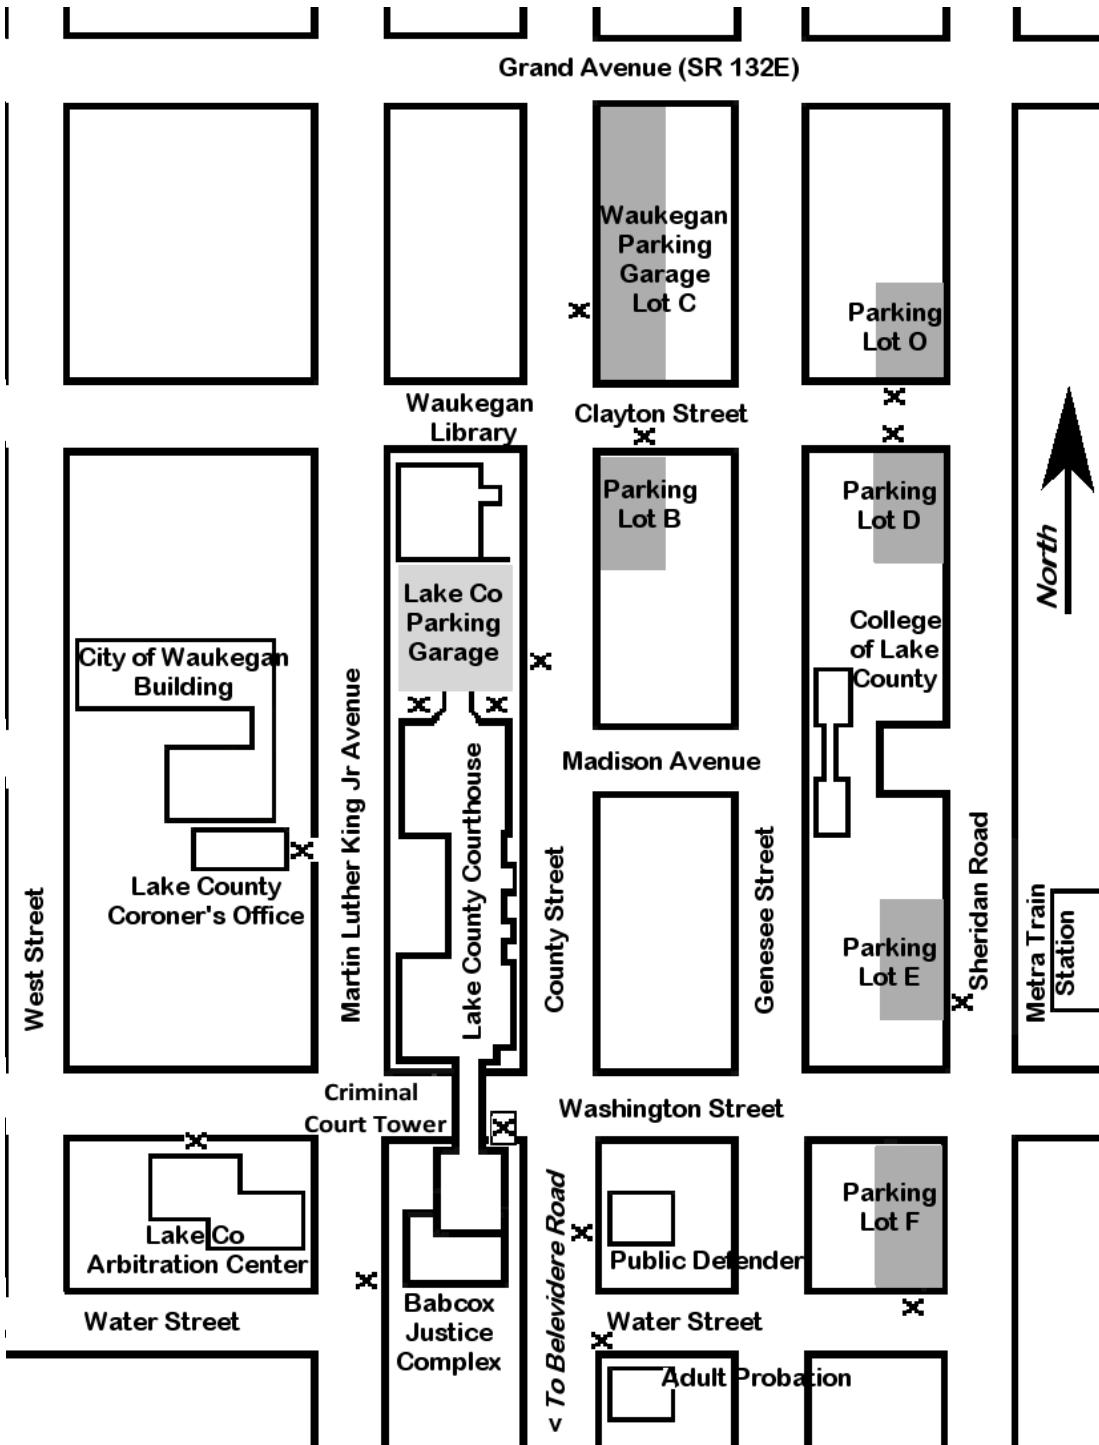 Grand Avenue (SR 132E)
Waukegan
Parking
Garage
Lot C
Parking
Lot O
Waukegan
Library
Clayton Street
Parking
Lot B
Parking
Lot D
North
Lake Co
Parking
Garage
College
of Lake
County
City of Waukegan
Building
Martin Luther King Jr Avenue
Lake County Courthouse
Madison Avenue
Lake County
Coroner's Office
West Street
County Street
Genesee Street
Sheridan Road
Parking
Lot E
Metra Train
Station
Criminal
Court Tower
Washington Street
Lake Co
Arbitration Center
< To Belevidere Road
Public Defender
Parking
Lot F
Water Street
Babcox
Justice
Complex
Water Street
Adult Probation